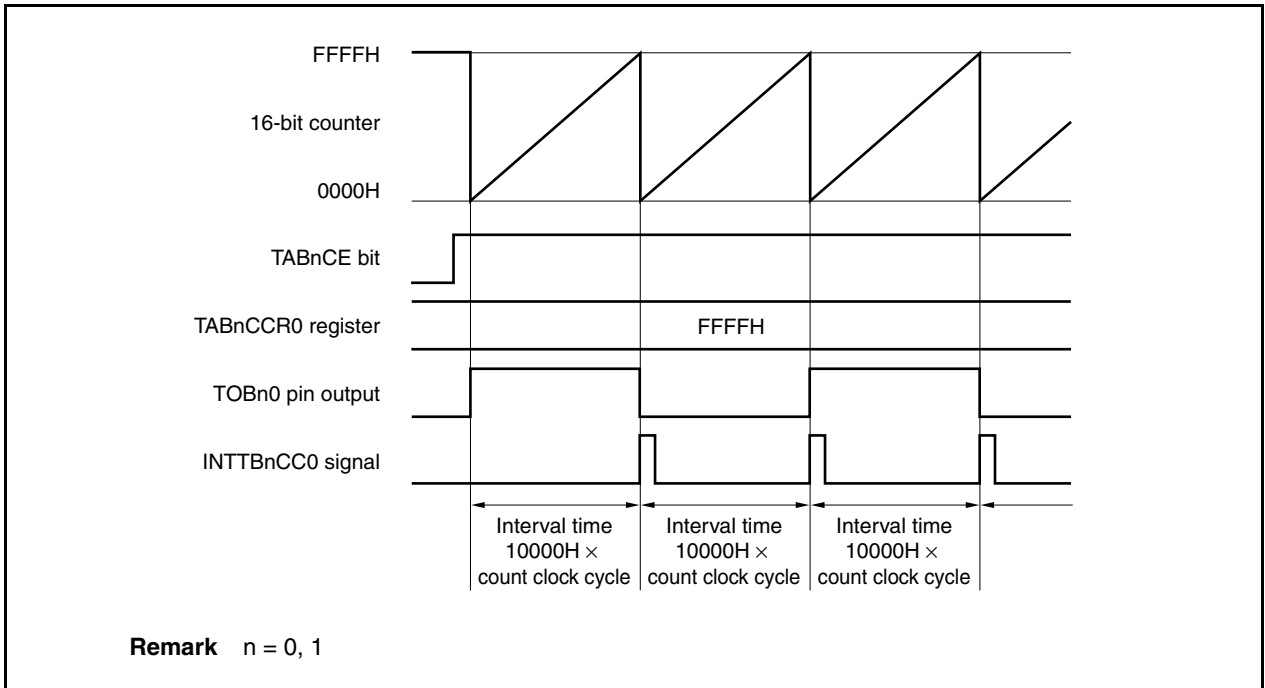 FFFFH
16-bit counter
0000H
TABnCE bit
TABnCCR0 register
FFFFH
TOBn0 pin output
INTTBnCC0 signal
Interval time
10000H ×
count clock cycle
Interval time
10000H ×
count clock cycle
Interval time
10000H ×
count clock cycle
Remark n = 0, 1